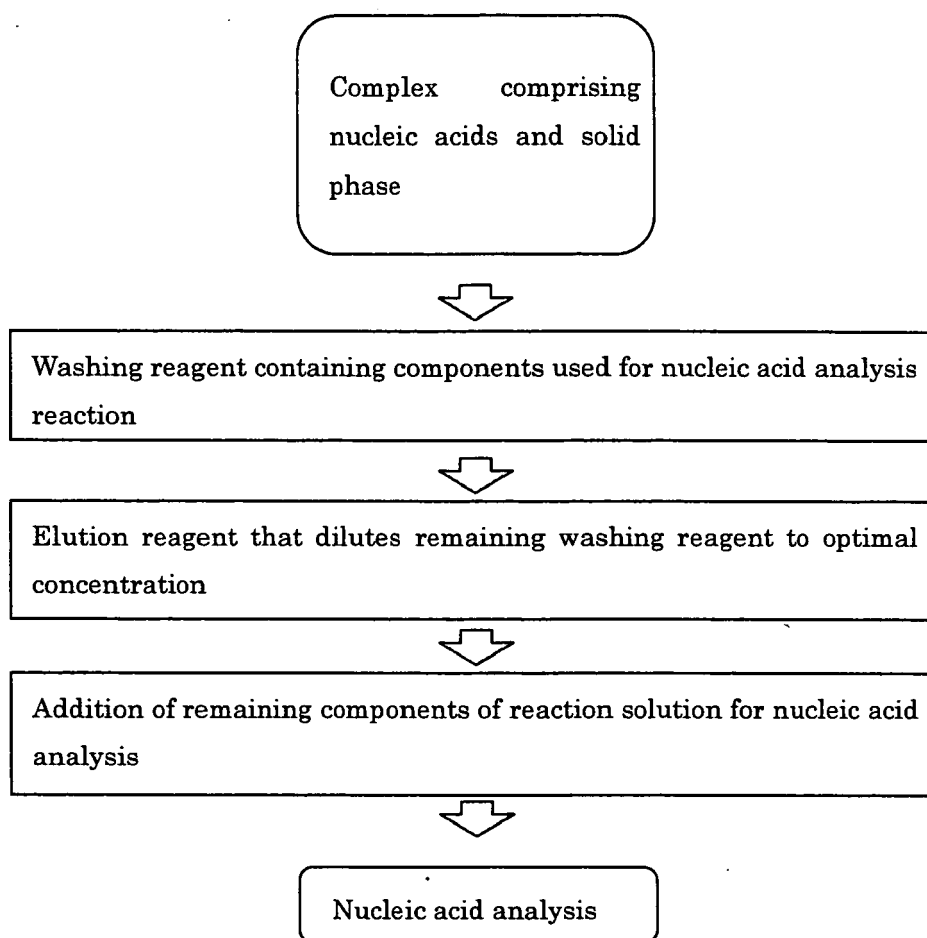 Complex comprising
nucleic acids and solid
phase
Washing reagent containing components used for nucleic acid analysis
reaction
Elution reagent that dilutes remaining washing reagent to optimal
concentration
Addition of remaining components of reaction solution for nucleic acid
analysis
Nucleic acid analysis